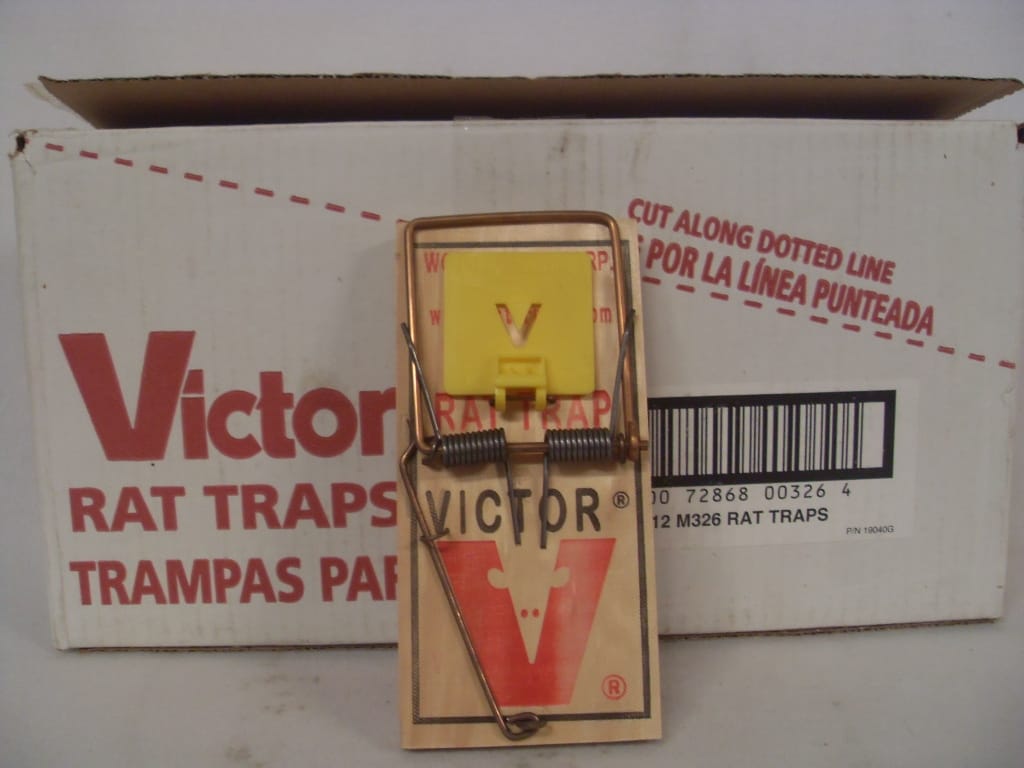 CUT ALONG DOTTED LINE
POR LA LÍNEA PUNTEADA
Victor
RAT TRAPS
TRAMPAS PAR
00 72868 00326 4
12 M326 RAT TRAPS
P/N 19040G
V
RAT TRAP
VICTOR®
®